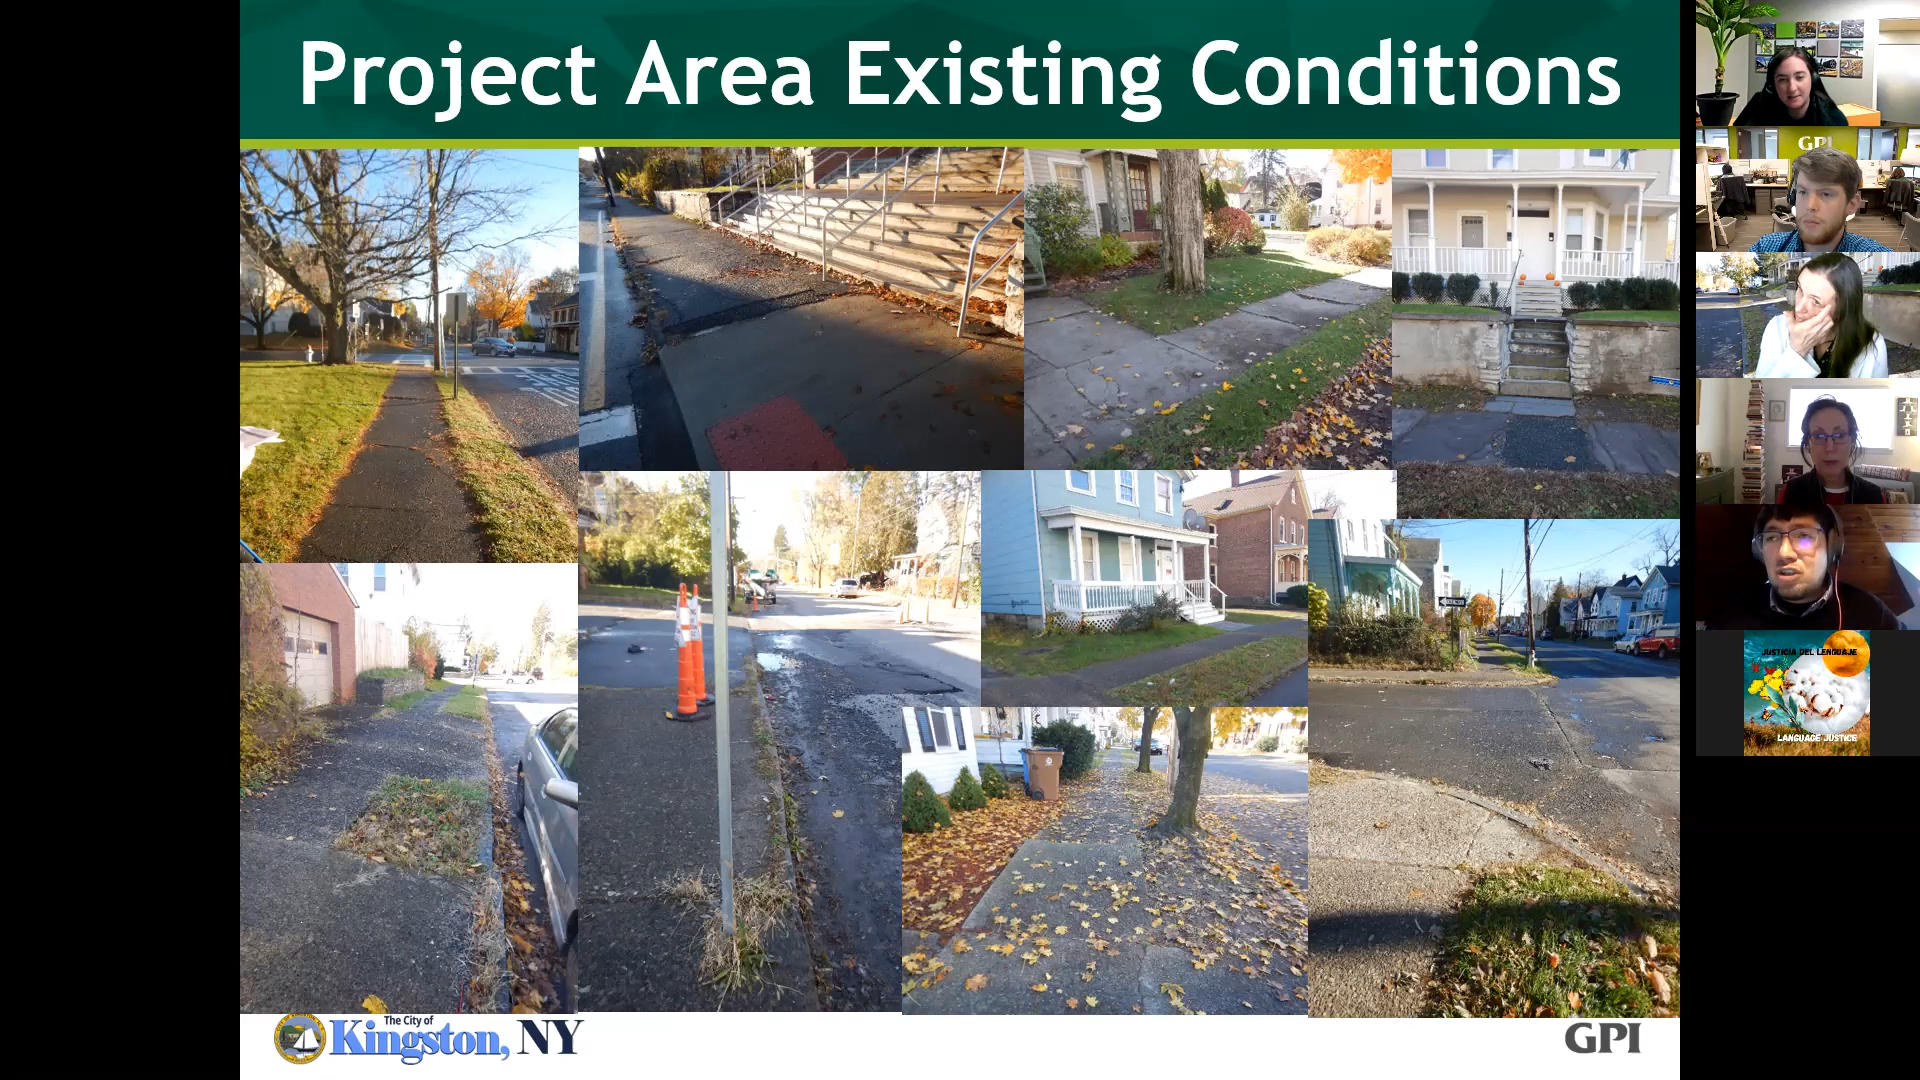 Project Area Existing Conditions
The City of
Kingston, NY
GPI
GPI
JUSTICIA DEL LENGUAJE
LANGUAGE JUSTICE